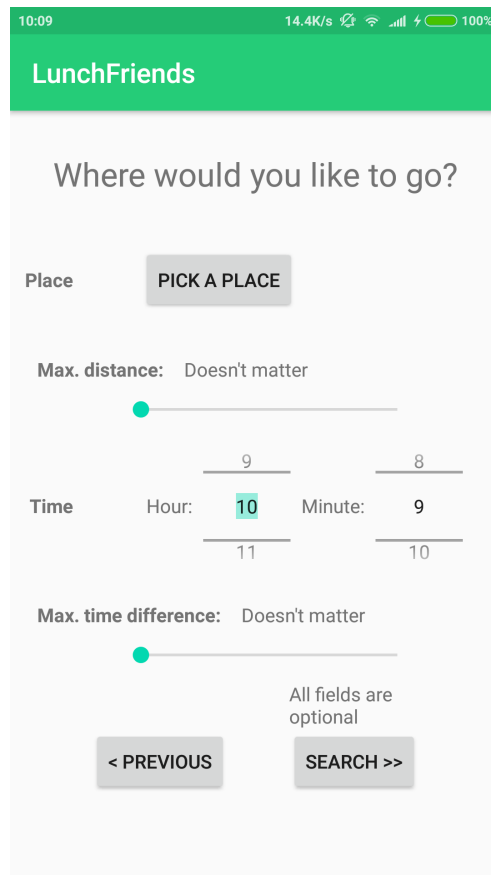 10:09 14.4K/s 100%
LunchFriends
Where would you like to go?
Place PICK A PLACE
Max. distance: Doesn't matter
9 8
Time Hour: 10 Minute: 9
11 10
Max. time difference: Doesn't matter
All fields are
optional
< PREVIOUS SEARCH >>